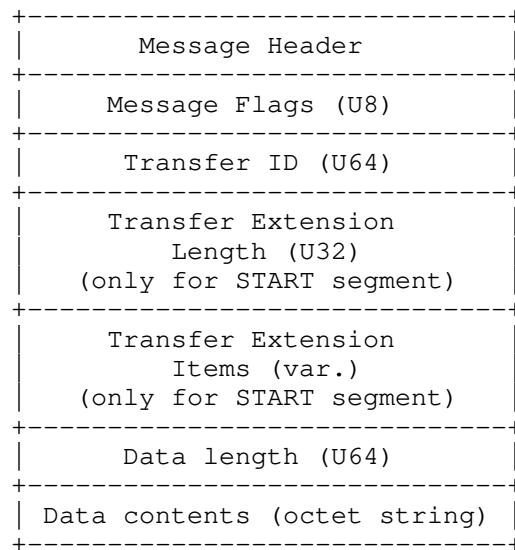 Message Header
Message Flags (U8)
Transfer ID (U64)
Transfer Extension
Length (U32)
(only for START segment)
Transfer Extension
Items (var.)
(only for START segment)
Data length (U64)
Data contents (octet string)